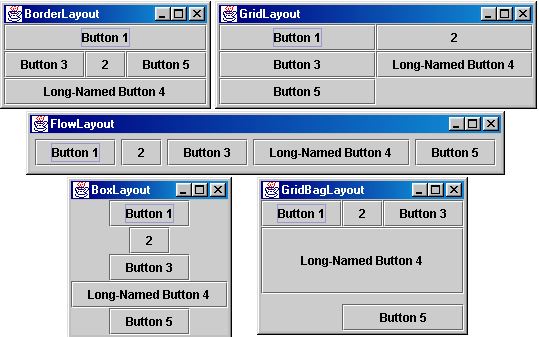 BorderLayout
Button 1
Button 3 2 Button 5
Long-Named Button 4
GridLayout
Button 1 2
Button 3 Long-Named Button 4
Button 5
FlowLayout
Button 1 2 Button 3 Long-Named Button 4 Button 5
BoxLayout
Button 1
2
Button 3
Long-Named Button 4
Button 5
GridBagLayout
Button 1 2 Button 3
Long-Named Button 4
Button 5